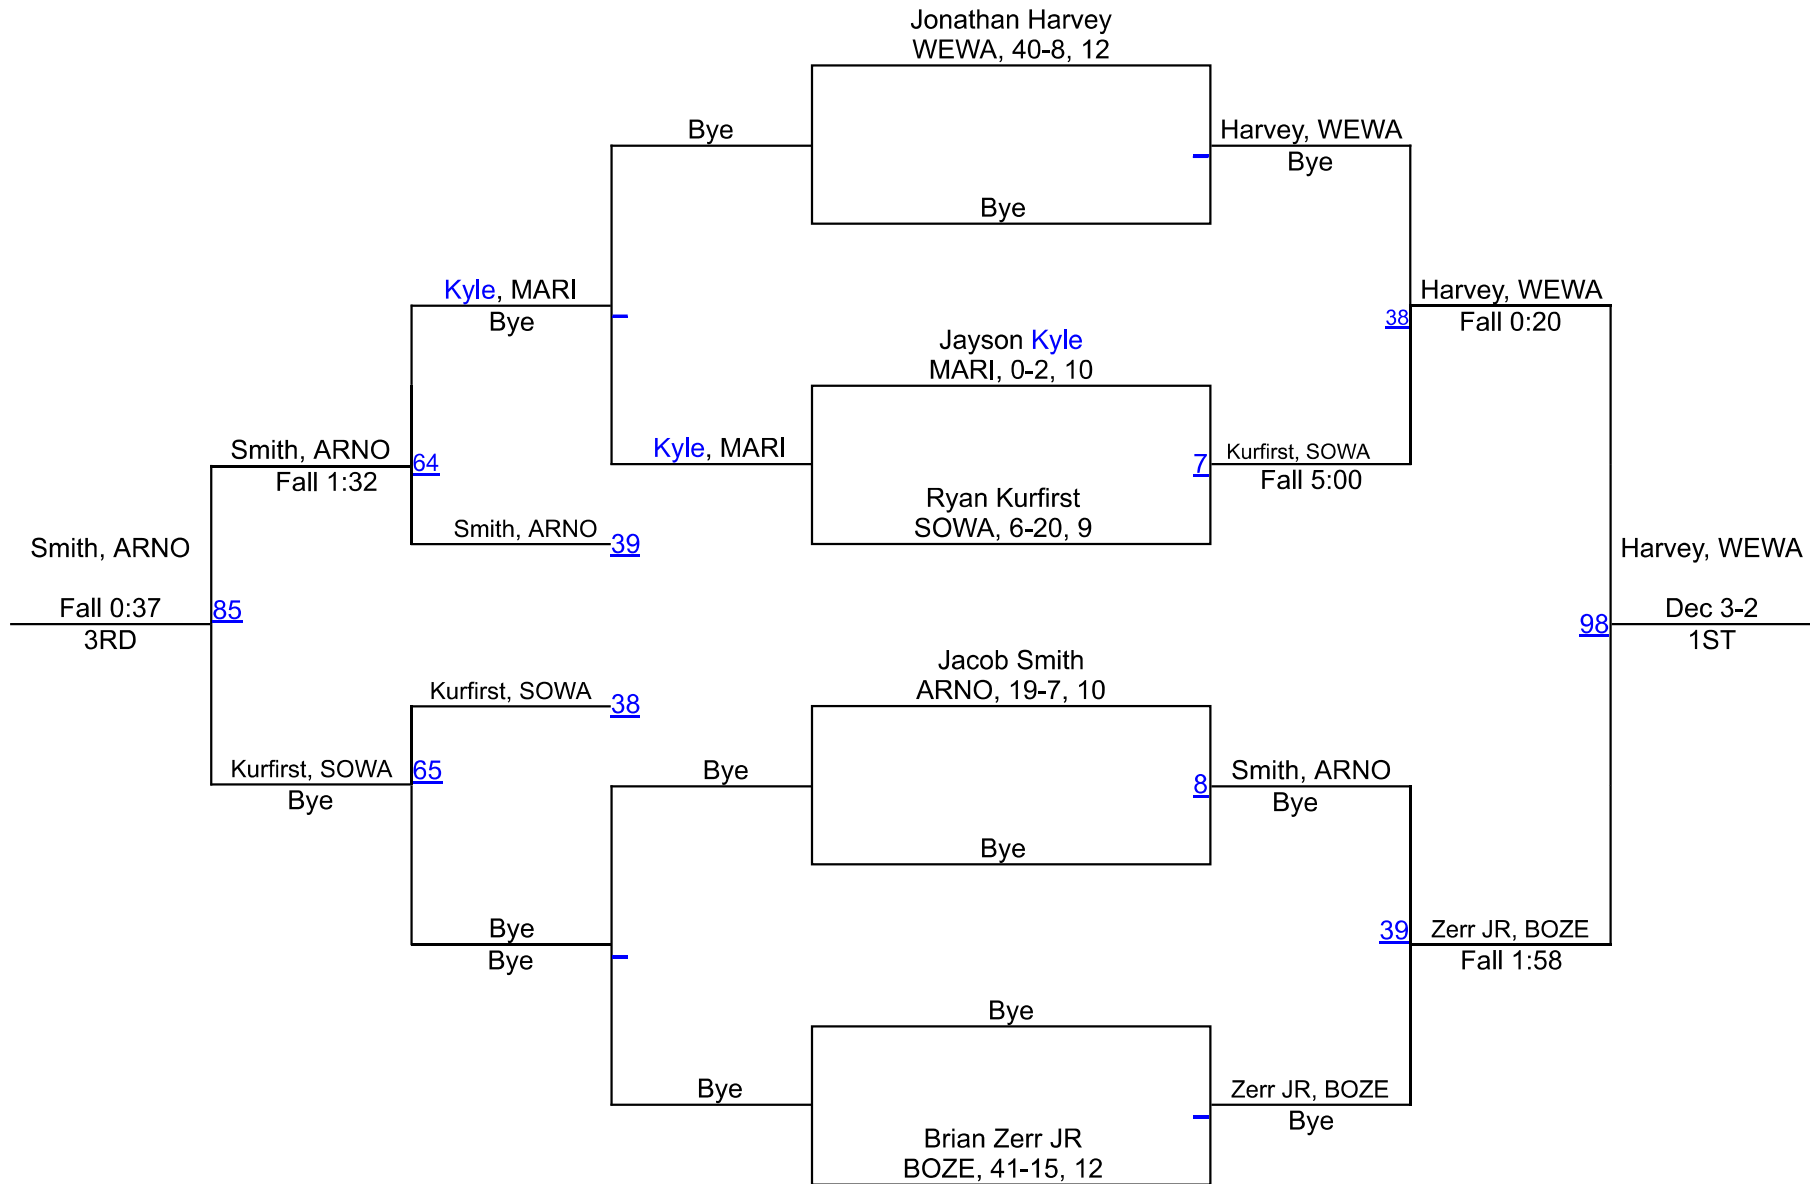 Jonathan Harvey
WEWA, 40-8, 12
Bye
Harvey, WEWA
Bye
Bye
Kyle, MARI
Bye
Harvey, WEWA
38
Fall 0:20
Jayson Kyle
MARI, 0-2, 10
Smith, ARNO
64
Fall 1:32
Kyle, MARI
7
Kurfirst, SOWA
Fall 5:00
Ryan Kurfirst
SOWA, 6-20, 9
Smith, ARNO
39
Smith, ARNO
Harvey, WEWA
Fall 0:37
85
3RD
98
Dec 3-2
1ST
Jacob Smith
ARNO, 19-7, 10
Kurfirst, SOWA
38
Kurfirst, SOWA
65
Bye
Bye
8
Smith, ARNO
Bye
Bye
Bye
Bye
39
Zerr JR, BOZE
Fall 1:58
Bye
Bye
Zerr JR, BOZE
Bye
Brian Zerr JR
BOZE, 41-15, 12